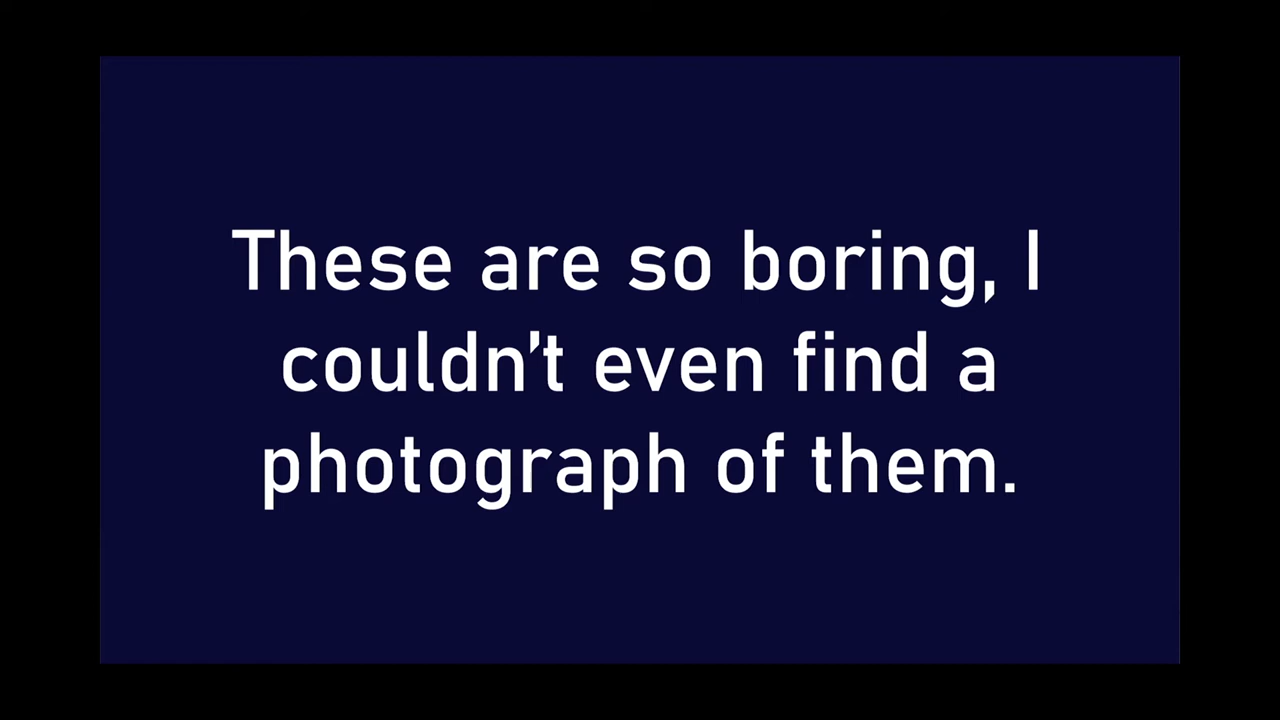 These are so boring, I
couldn't even find a
photograph of them.